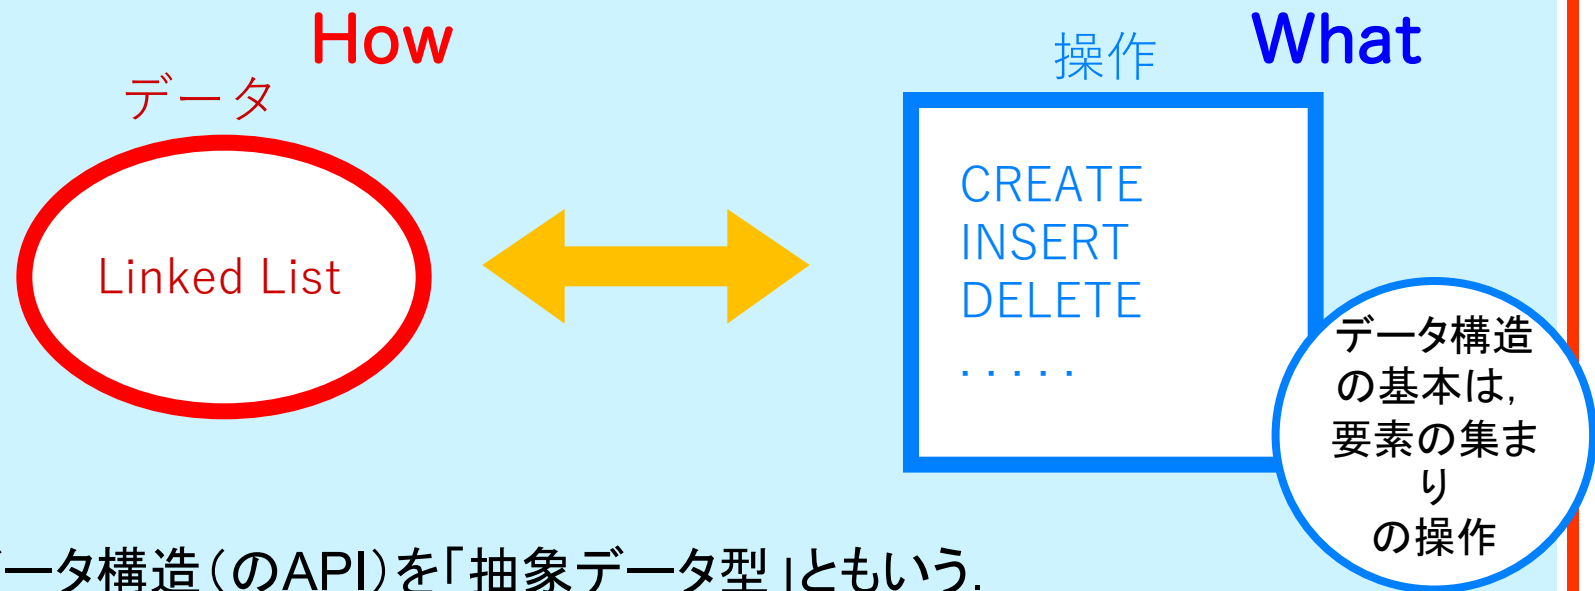 How
データ
Linked List
操作
What
CREATE
INSERT
DELETE
.....
データ構造
の基本は,
要素の集ま
り
の操作
ータ構造(のAPI)を「抽象データ型」ともいう.